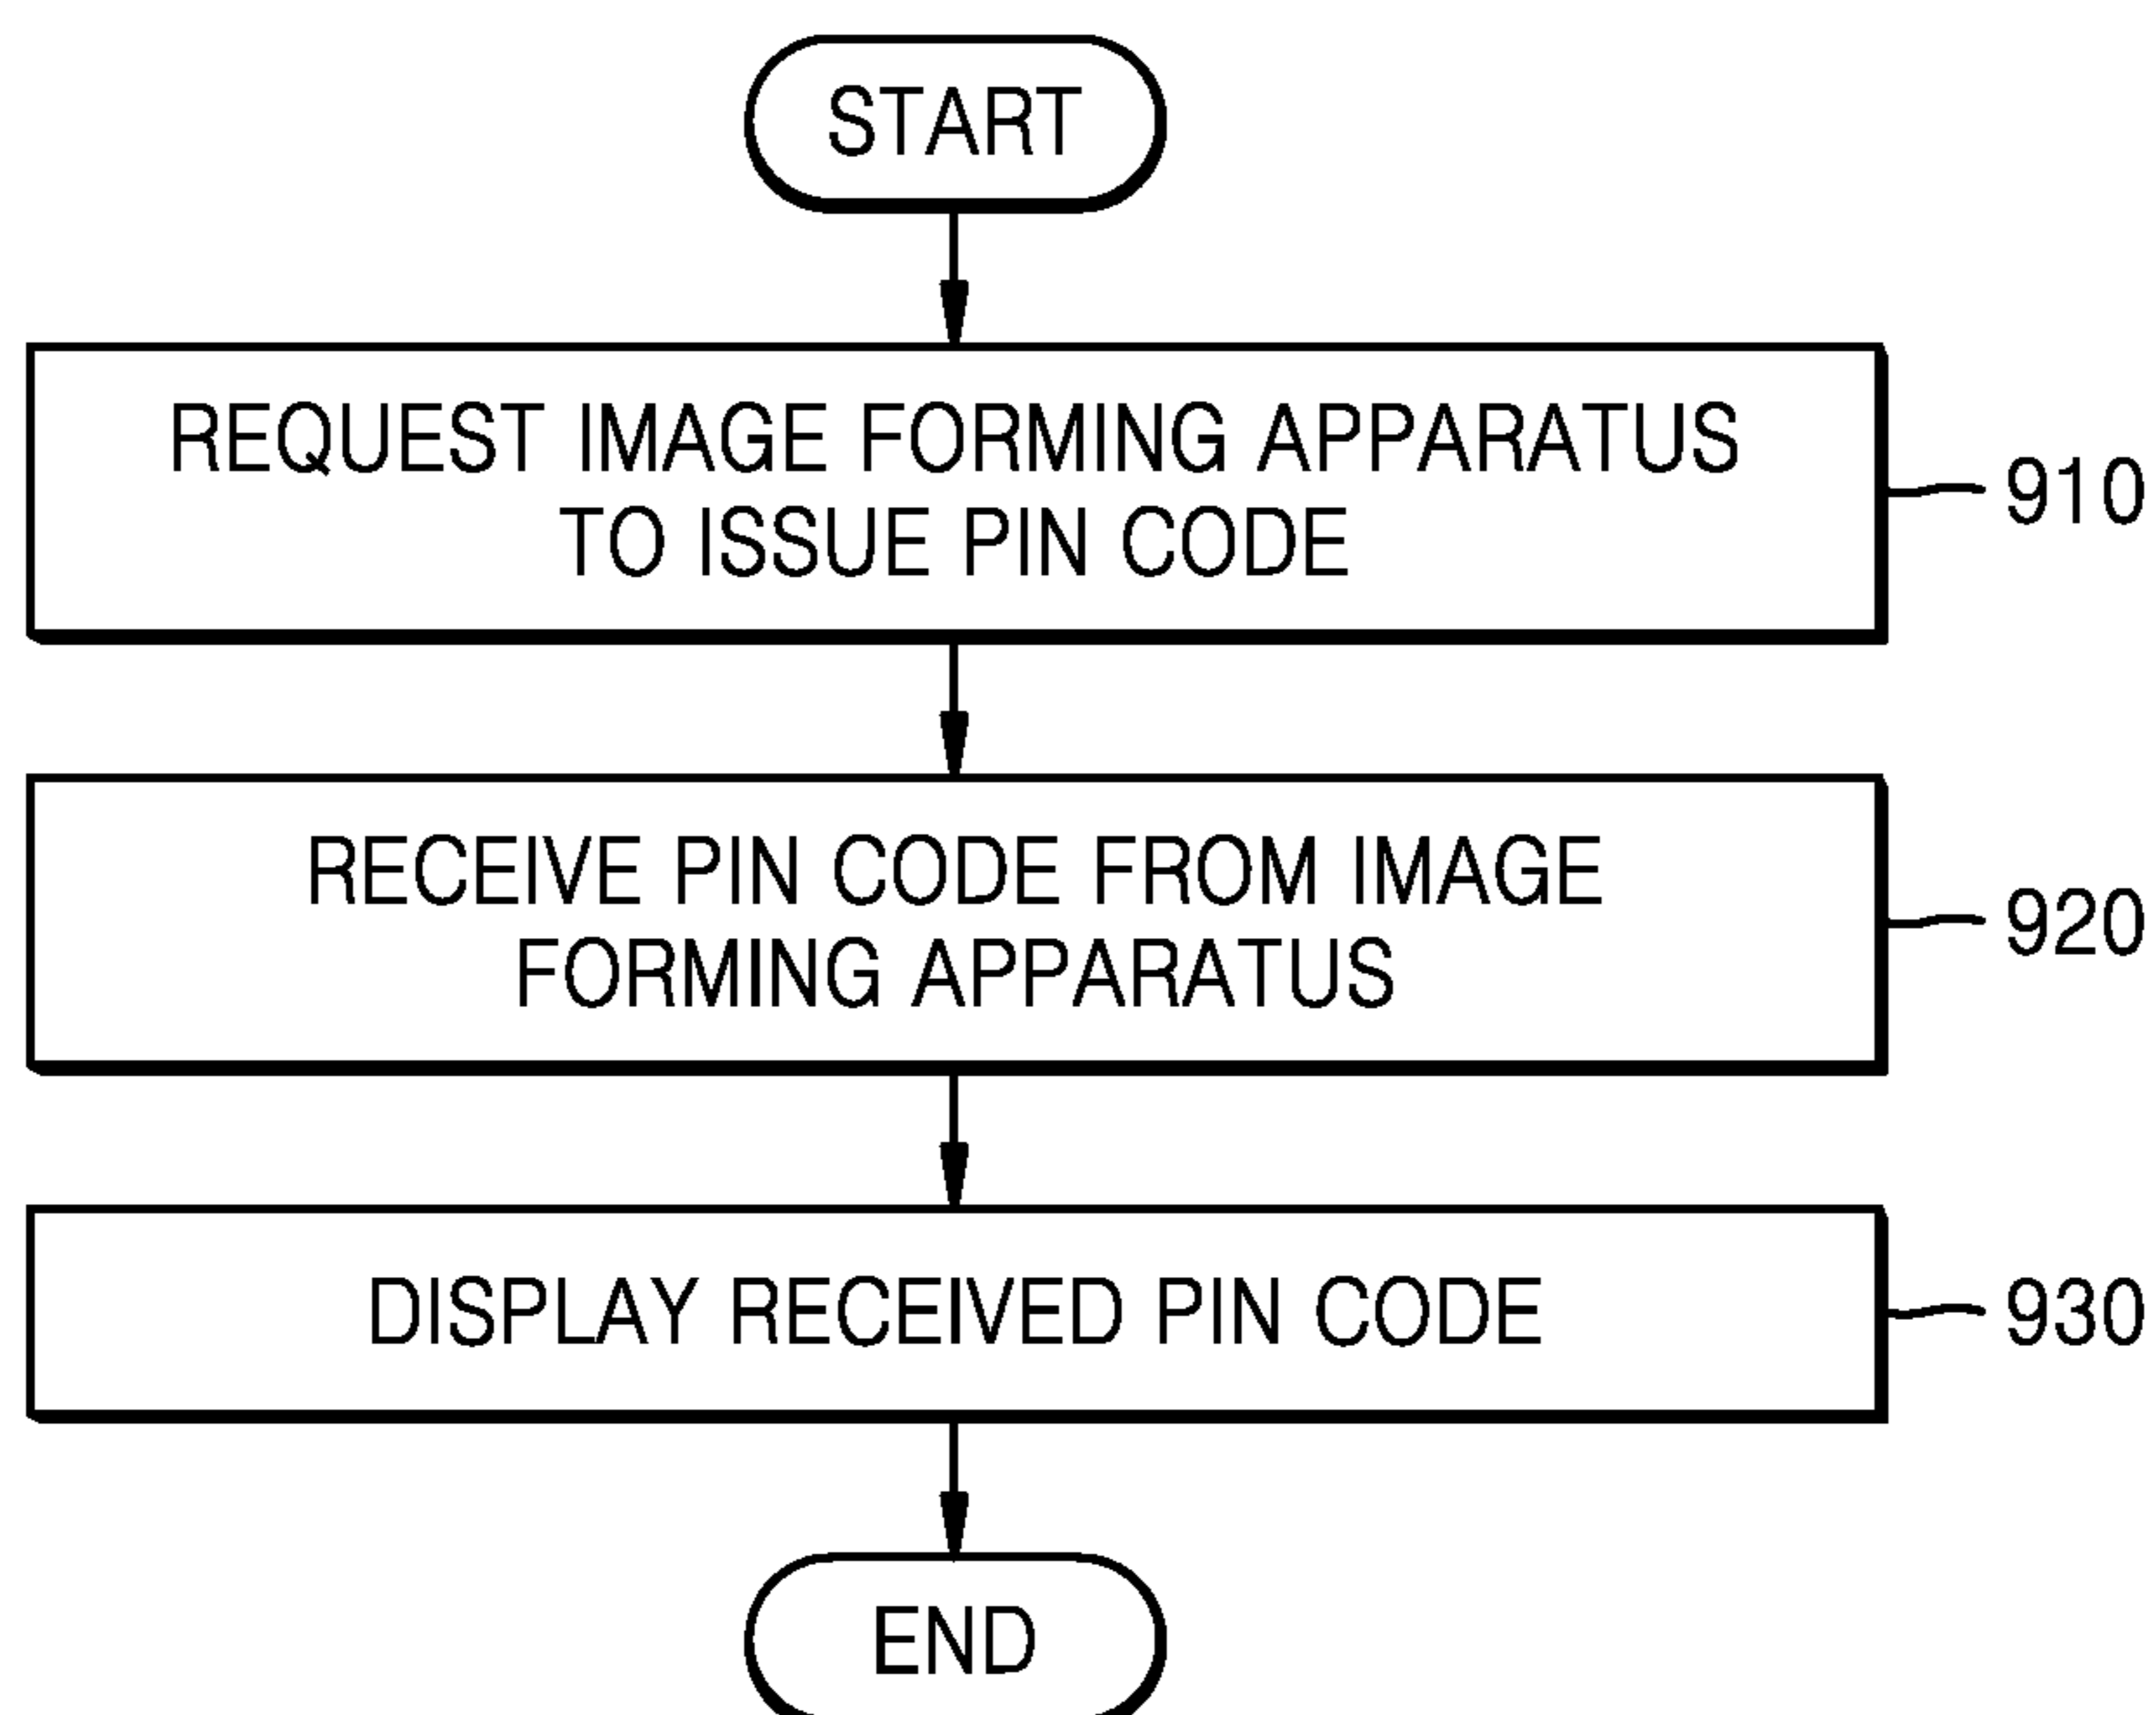 START
REQUEST IMAGE FORMING APPARATUS
TO ISSUE PIN CODE
910
RECEIVE PIN CODE FROM IMAGE
FORMING APPARATUS
920
DISPLAY RECEIVED PIN CODE
930
END